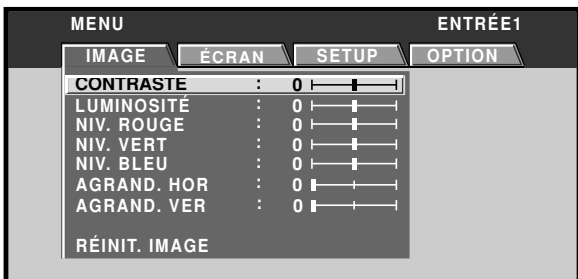 MENU ENTRÉE1
IMAGE ÉCRAN SETUP OPTION
CONTRASTE : 0
LUMINOSITÉ : 0
NIV. ROUGE : 0
NIV. VERT : 0
NIV. BLEU : 0
AGRAND. HOR : 0
AGRAND. VER : 0
RÉINIT. IMAGE